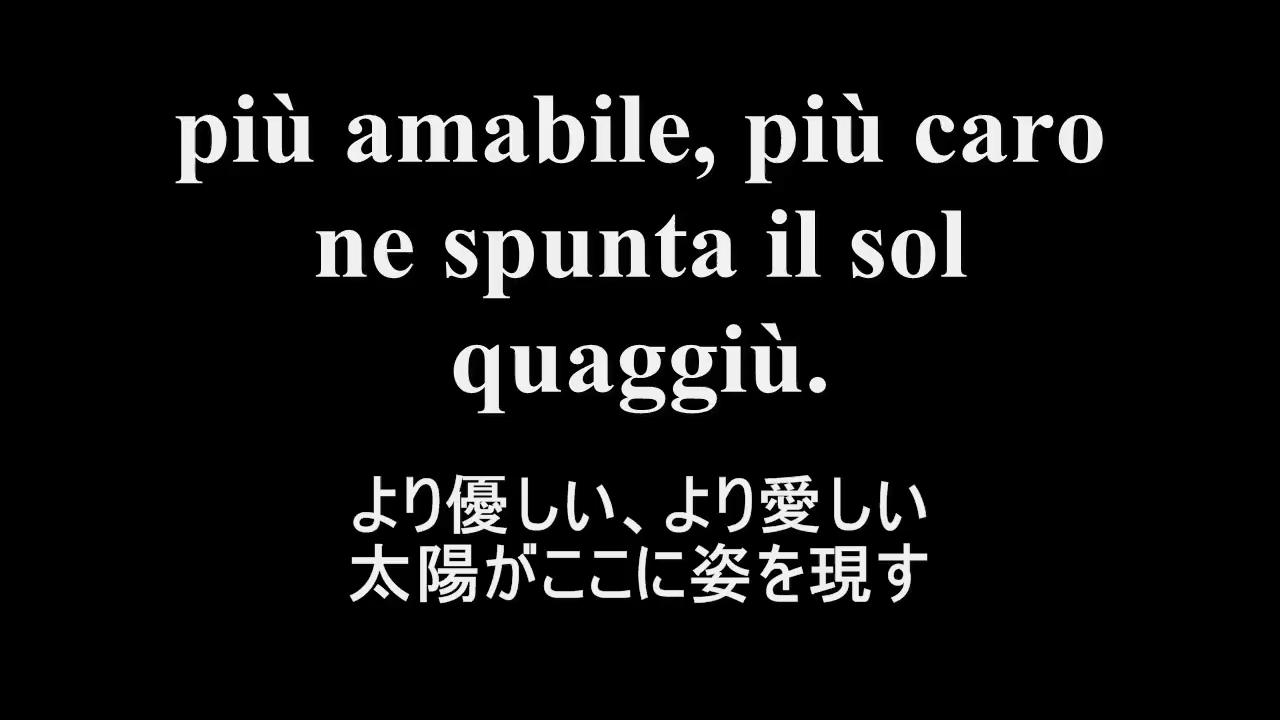 più amabile, più caro
ne spunta il sol
quaggiù.
より優しい、より愛しい
太陽がここに姿を現す